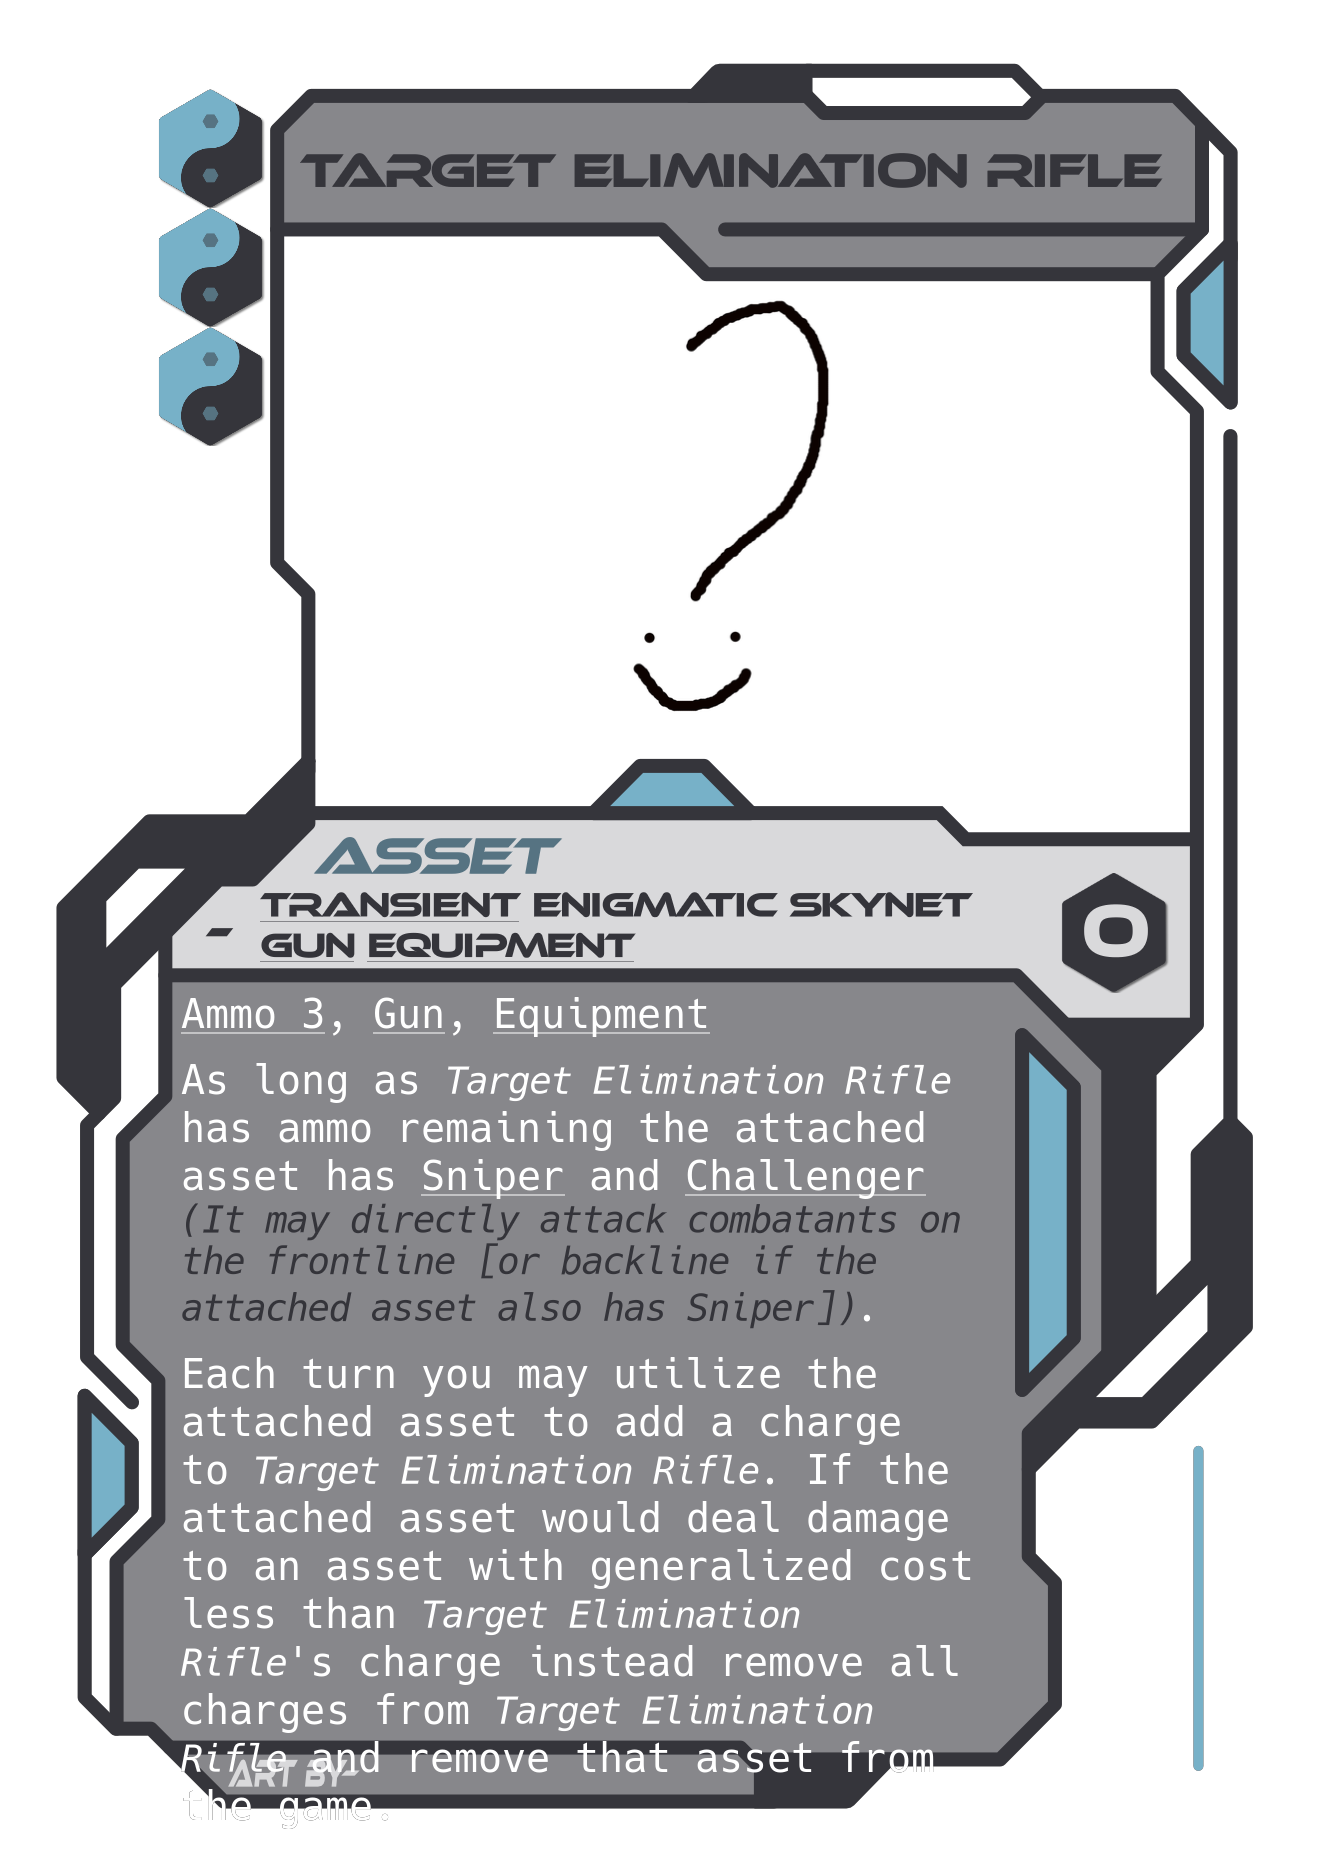 TARGET ELIMINATION RIFLE
ASSET
- TRANSIENT ENIGMATIC SKYNET
GUN EQUIPMENT
0
Ammo 3, Gun, Equipment
As long as Target Elimination Rifle
has ammo remaining the attached
asset has Sniper and Challenger
(It may directly attack combatants on
the frontline [or backline if the
attached asset also has Sniper]).
Each turn you may utilize the
attached asset to add a charge
to Target Elimination Rifle. If the
attached asset would deal damage
to an asset with generalized cost
less than Target Elimination
Rifle's charge instead remove all
charges from Target Elimination
Rifle and remove that asset from
the game.
ART BY-